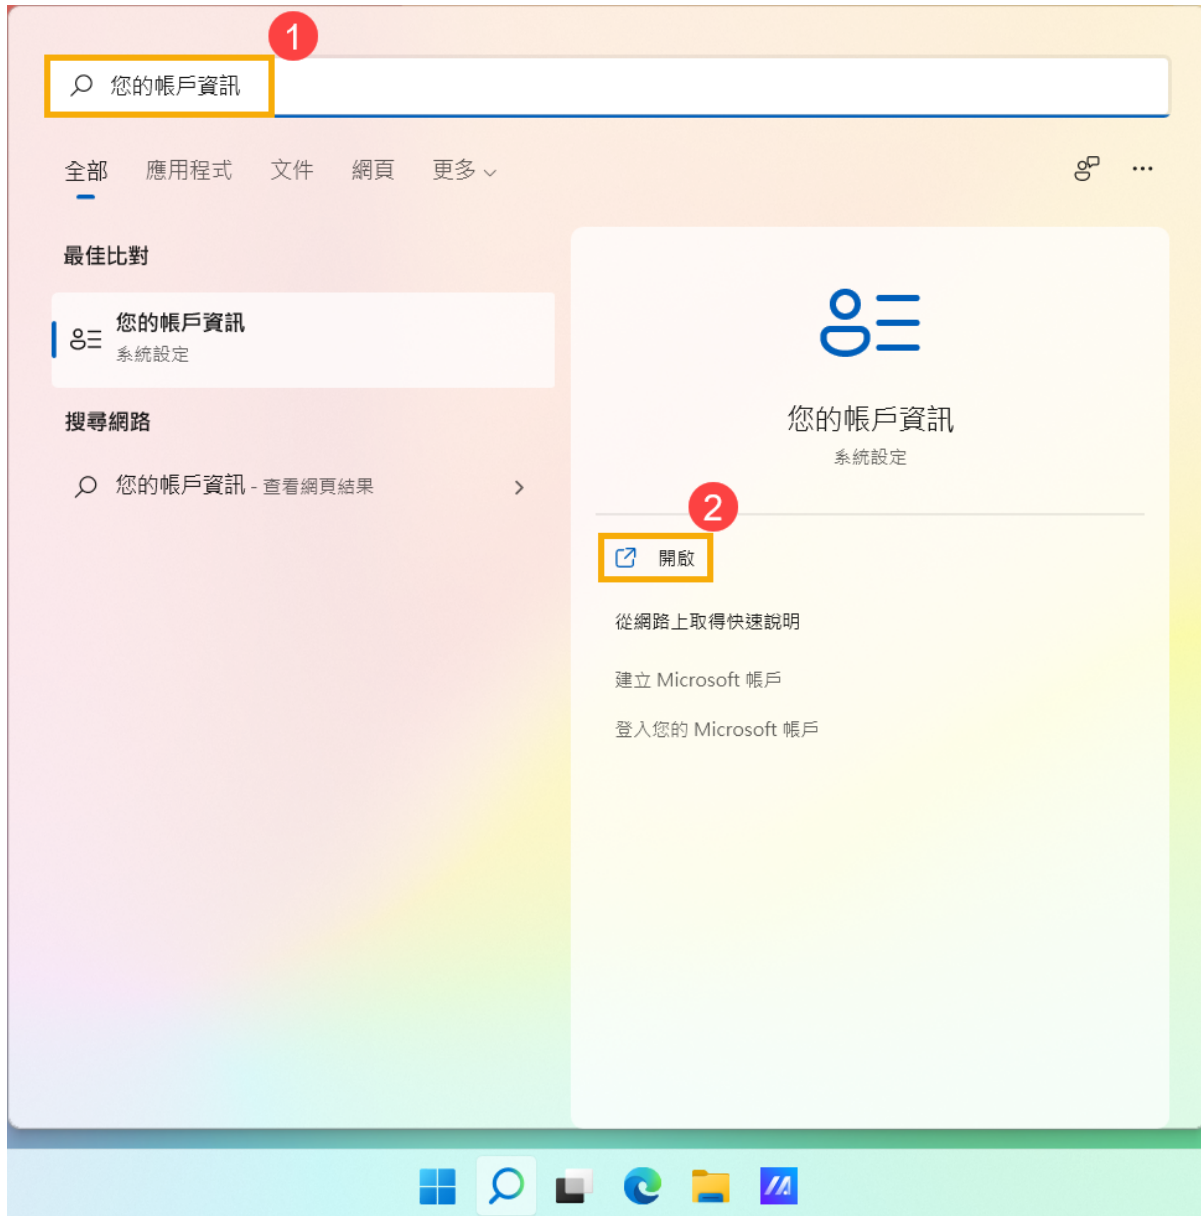 1
您的帳戶資訊
全部 應用程式 文件 網頁 更多
最佳比對
您的帳戶資訊
系統設定
搜尋網路
您的帳戶資訊 - 查看網頁結果
您的帳戶資訊
系統設定
2
開啟
從網路上取得快速說明
建立 Microsoft 帳戶
登入您的 Microsoft 帳戶